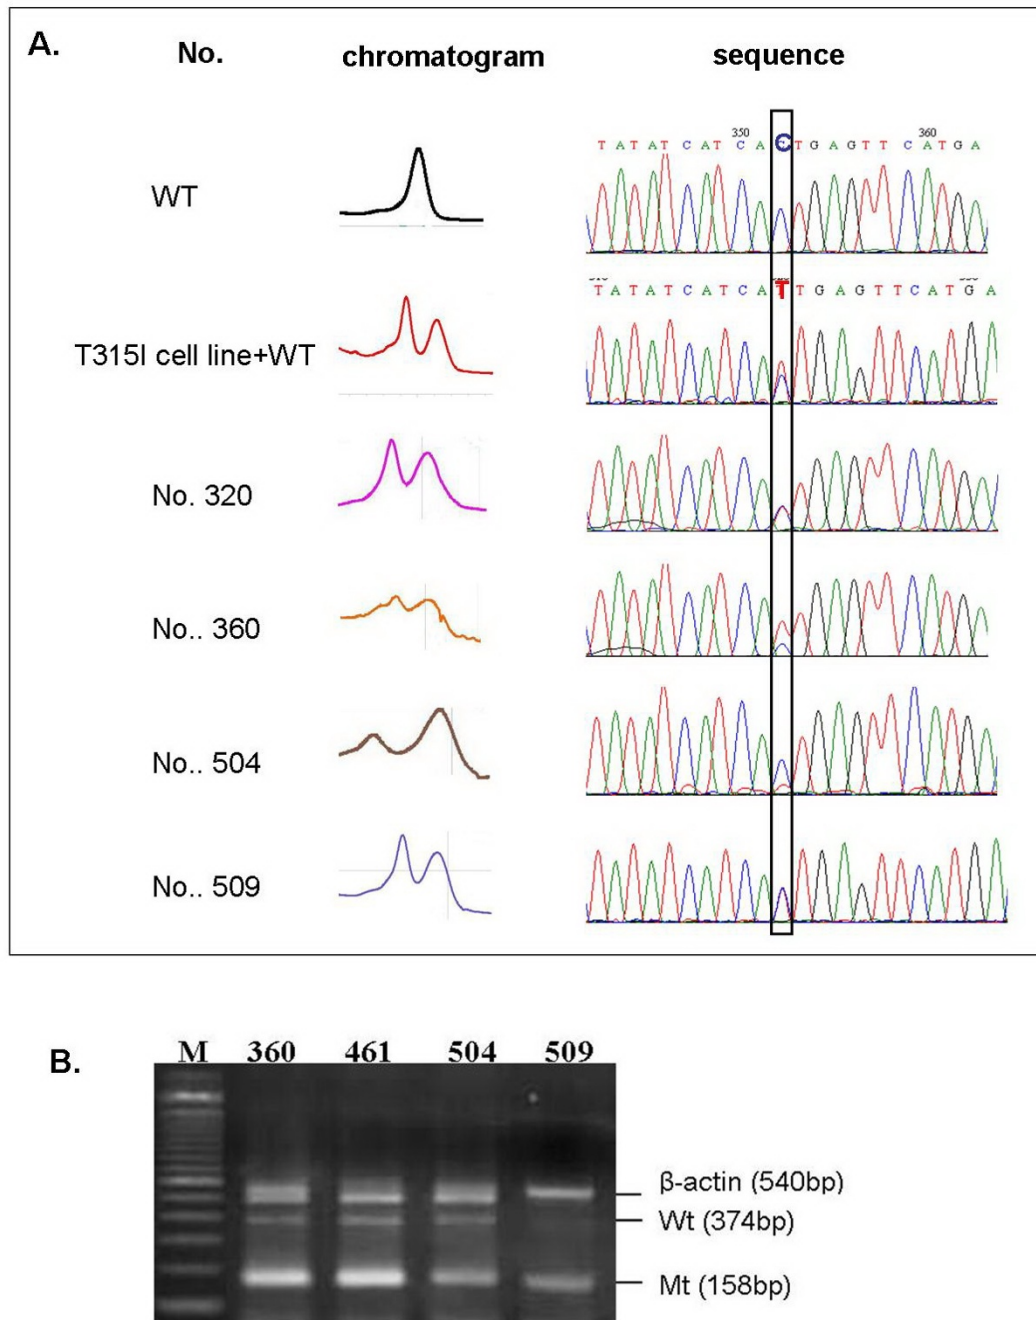 A.
No. chromatogram sequence
350 360
T A T A T C A T C A C T G A G T T C A T G A
WT
T A T A T C A T C A T T G A G T T C A T G A
T315I cell line+WT
No. 320
No.. 360
No.. 504
No.. 509
B.
M 360 461 504 509
β-actin (540bp)
Wt (374bp)
Mt (158bp)